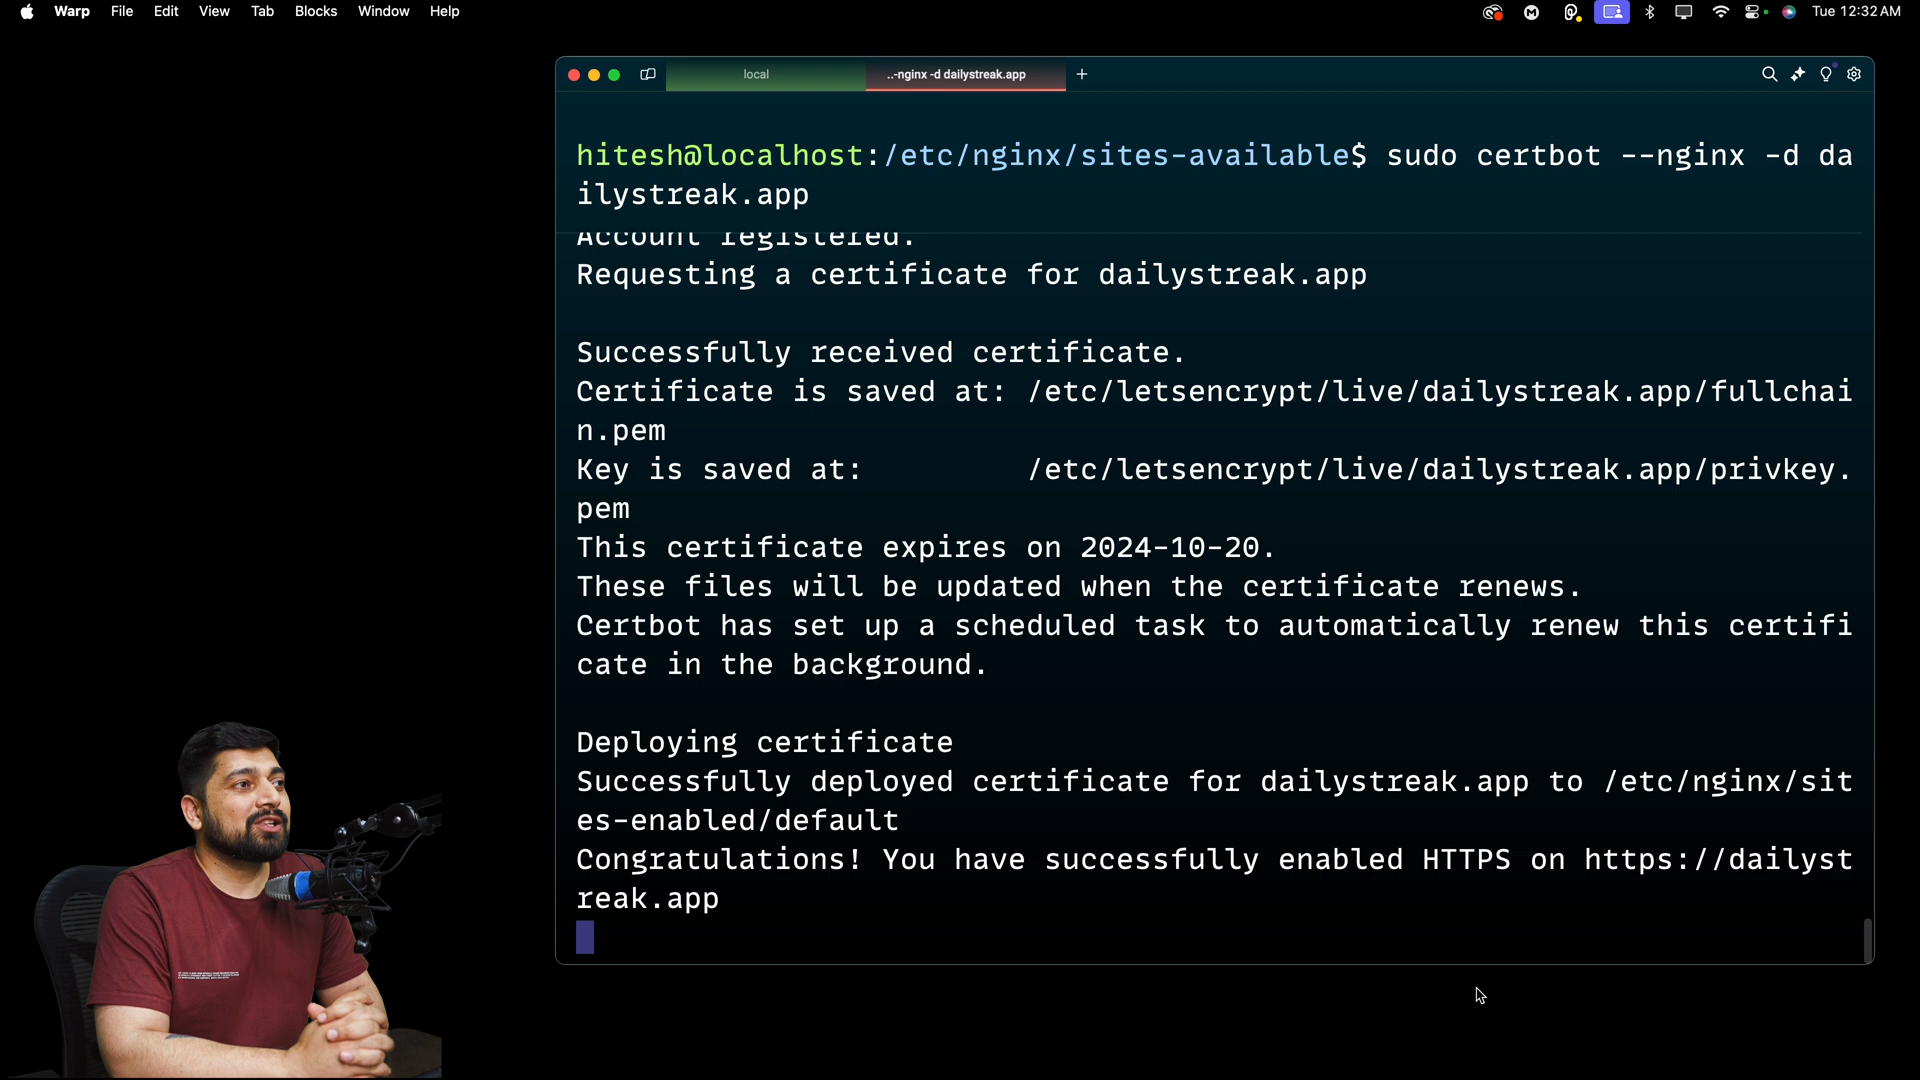 Warp File Edit View Tab Blocks Window Help Tue 12:32 AM
local ..-nginx -d dailystreak.app
hitesh@localhost:/etc/nginx/sites-available$ sudo certbot --nginx -d da
ilystreak.app
Account registered.
Requesting a certificate for dailystreak.app
Successfully received certificate.
Certificate is saved at: /etc/letsencrypt/live/dailystreak.app/fullchai
n.pem
Key is saved at: /etc/letsencrypt/live/dailystreak.app/privkey.
pem
This certificate expires on 2024-10-20.
These files will be updated when the certificate renews.
Certbot has set up a scheduled task to automatically renew this certifi
cate in the background.
Deploying certificate
Successfully deployed certificate for dailystreak.app to /etc/nginx/sit
es-enabled/default
Congratulations! You have successfully enabled HTTPS on https://dailyst
reak.app